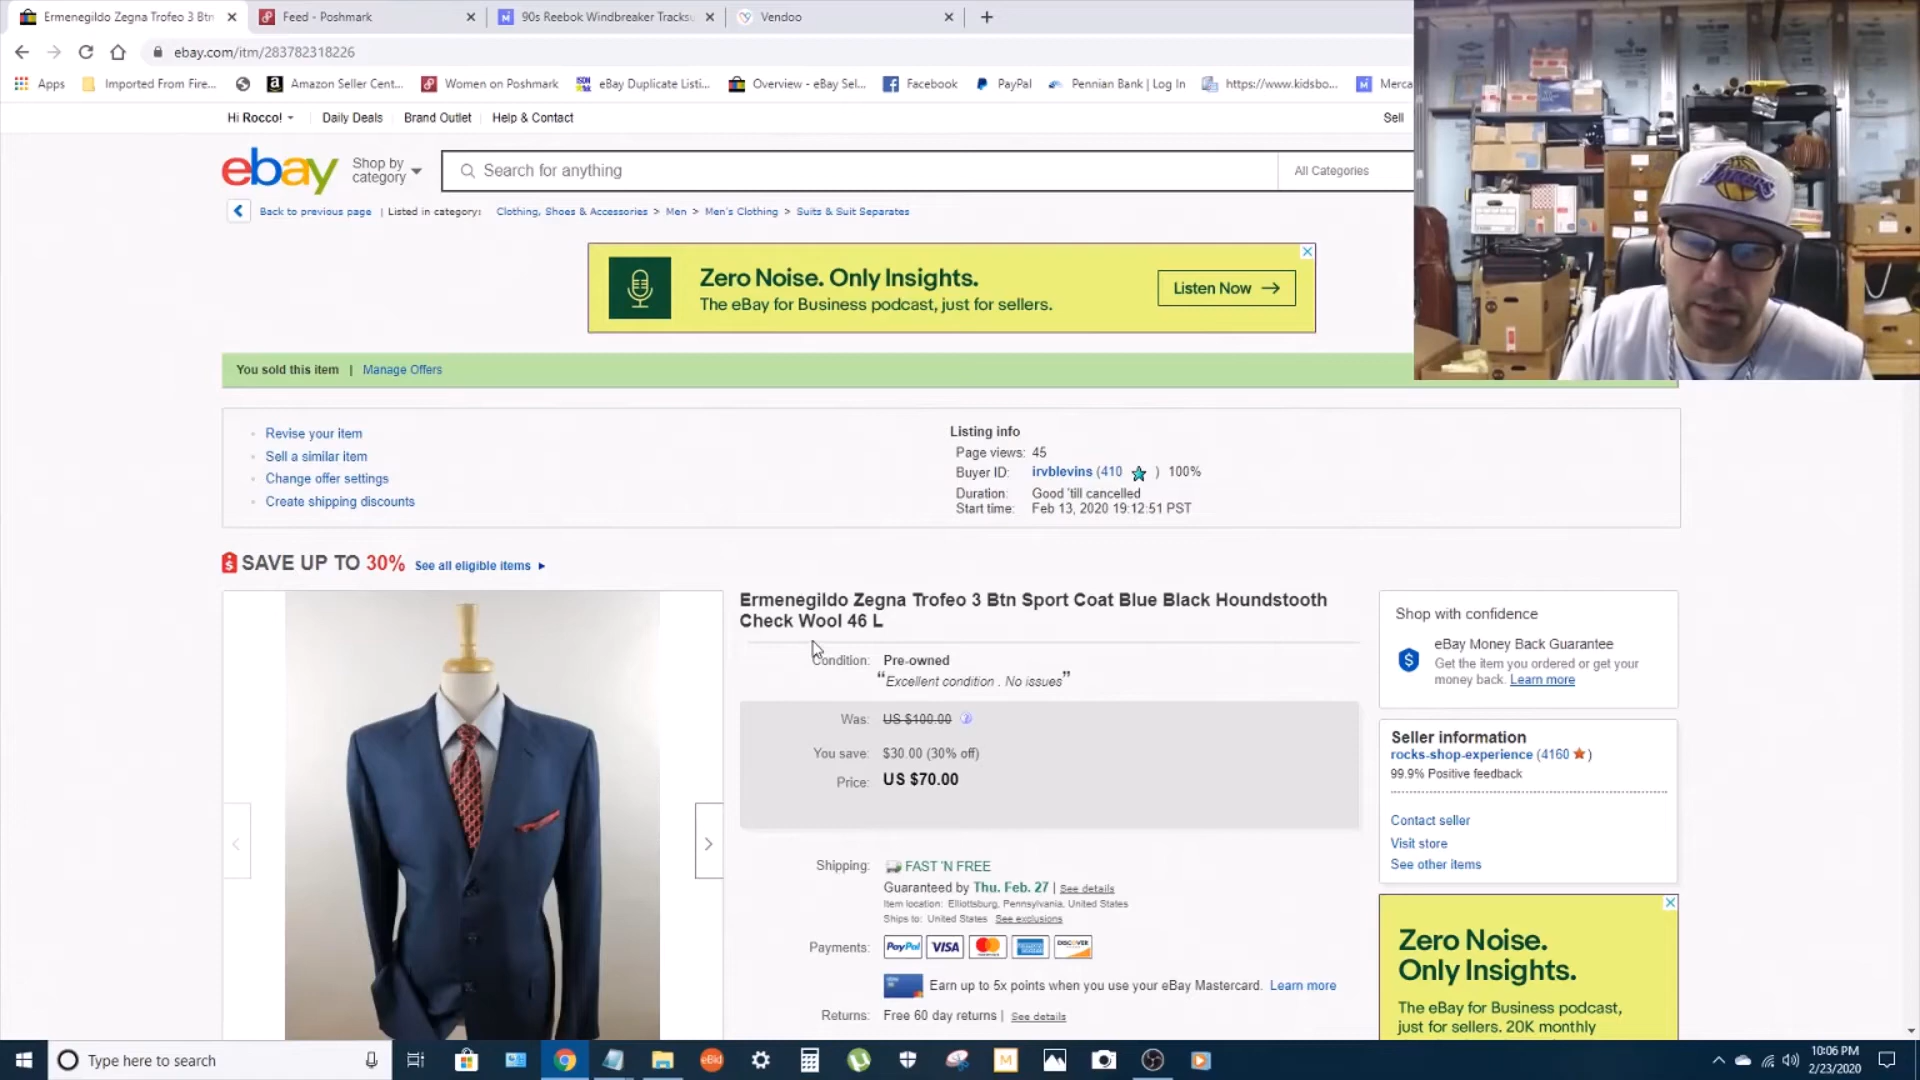 Ermenegildo Zegna Trofeo 3 Btn
Feed - Poshmark
90s Reebok Windbreaker Tracksu
Vendoo
ebay.com/itm/283782318226
Apps
Imported From Fire...
Amazon Seller Cent...
Women on Poshmark
eBay Duplicate Listi...
Overview - eBay Sel...
Facebook
PayPal
Pennian Bank | Log In
https://www.kidsbo...
Merca
Hi Rocco!
Daily Deals
Brand Outlet
Help & Contact
Sell
ebay
Shop by
category
Search for anything
All Categories
Back to previous page | Listed in category: Clothing, Shoes & Accessories > Men > Men's Clothing > Suits & Suit Separates
Zero Noise. Only Insights.
The eBay for Business podcast, just for sellers.
Listen Now →
You sold this item | Manage Offers
Revise your item
Sell a similar item
Change offer settings
Create shipping discounts
Listing info
Page views: 45
Buyer ID: irvblevins (410 ) 100%
Duration: Good 'till cancelled
Start time: Feb 13, 2020 19:12:51 PST
SAVE UP TO 30% See all eligible items
Ermenegildo Zegna Trofeo 3 Btn Sport Coat Blue Black Houndstooth
Check Wool 46 L
Condition: Pre-owned
“Excellent condition . No issues”
Was: US $100.00
You save: $30.00 (30% off)
Price: US $70.00
Shipping: FAST 'N FREE
Guaranteed by Thu. Feb. 27 | See details
Item location: Elliottsburg, Pennsylvania, United States
Ships to: United States See exclusions
Payments: PayPal VISA MasterCard AMERICAN EXPRESS DISCOVER
Earn up to 5x points when you use your eBay Mastercard. Learn more
Returns: Free 60 day returns | See details
Shop with confidence
eBay Money Back Guarantee
Get the item you ordered or get your
money back. Learn more
Seller information
rocks-shop-experience (4160 )
99.9% Positive feedback
Contact seller
Visit store
See other items
Zero Noise.
Only Insights.
The eBay for Business podcast,
just for sellers. 20K monthly
LAKERS
Type here to search
eBid
M
10:06 PM
2/23/2020